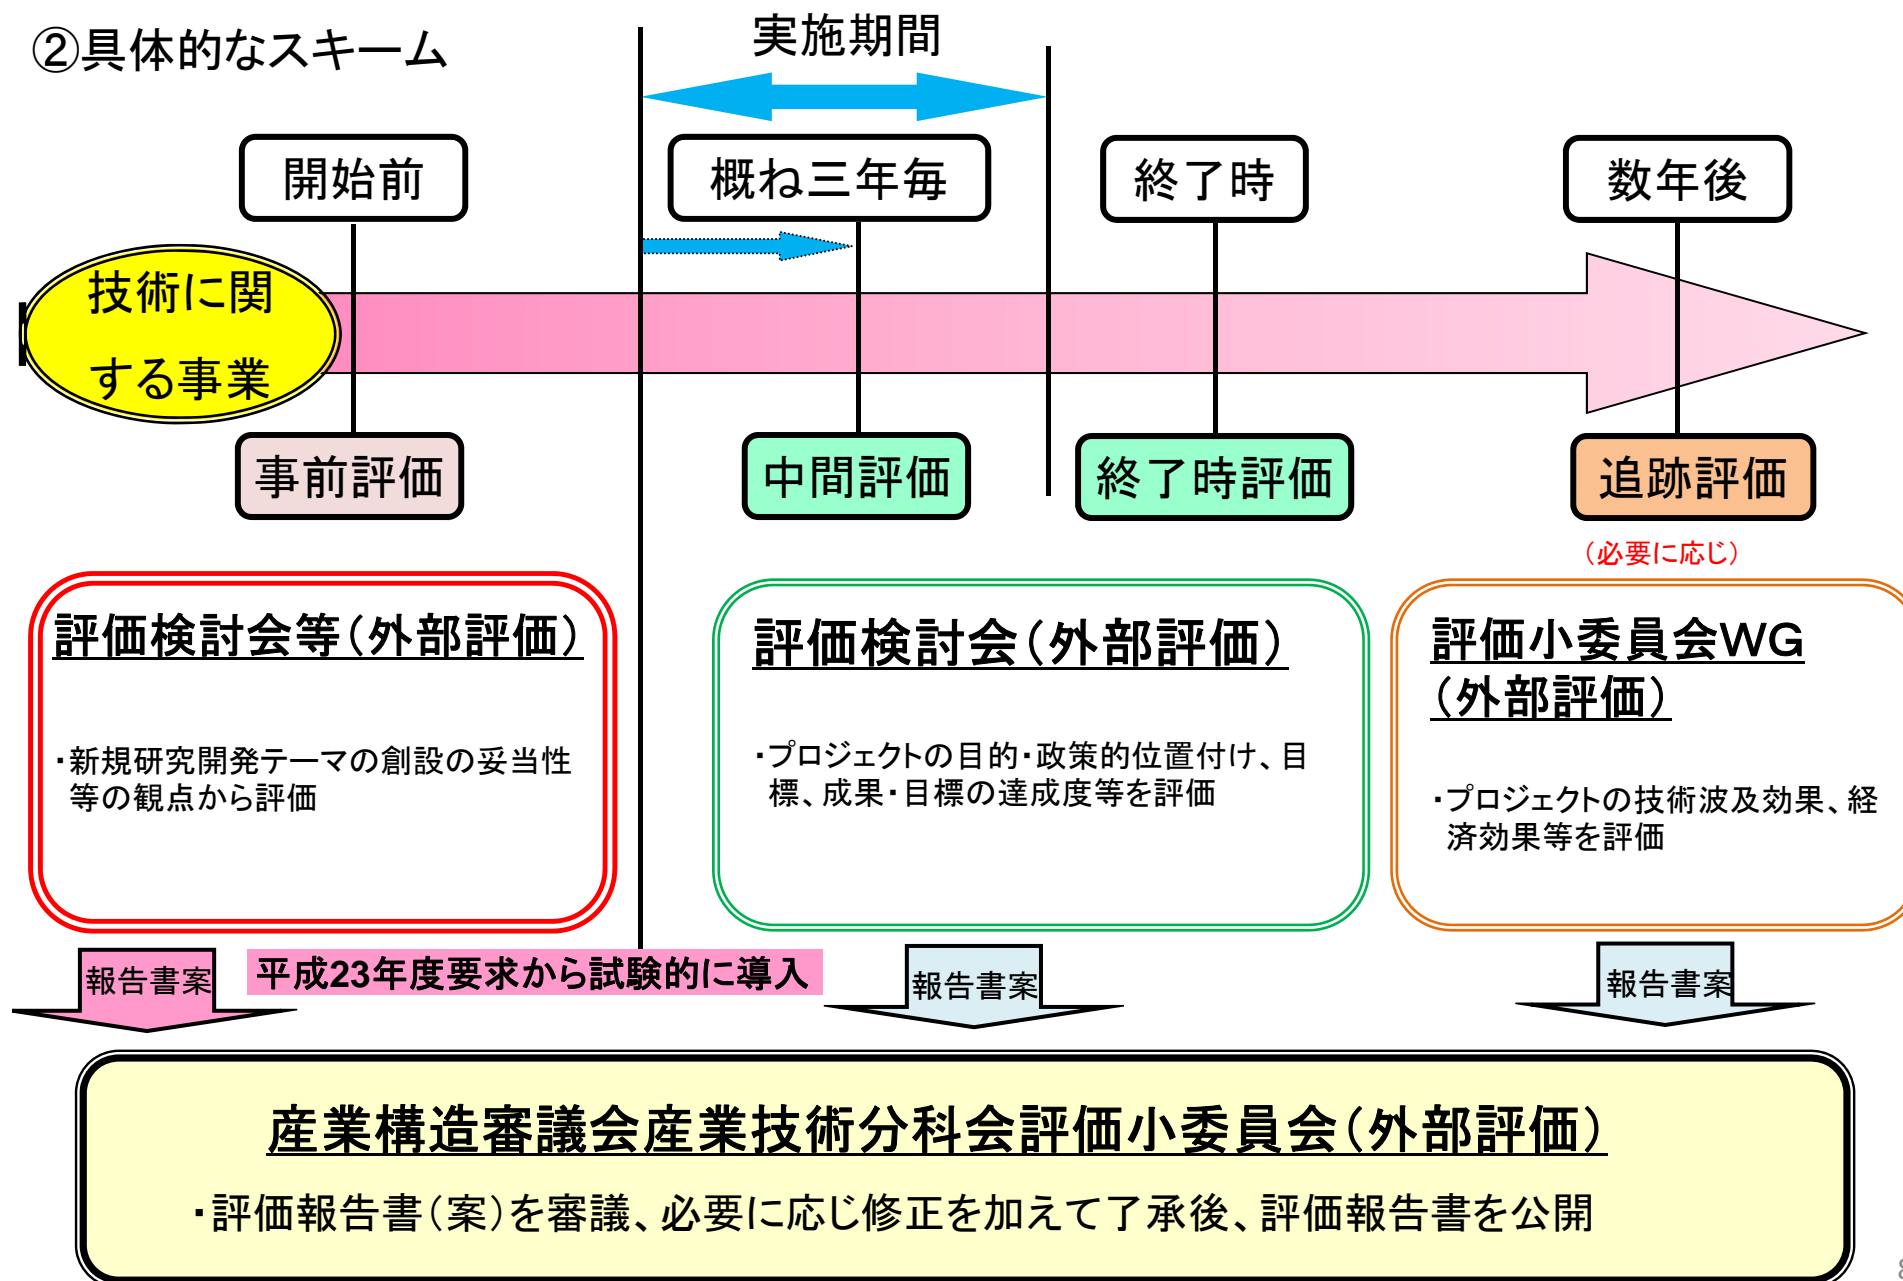 ②具体的なスキーム
実施期間
開始前
概ね三年毎
終了時
数年後
技術に関
する事業
事前評価
中間評価
終了時評価
追跡評価
（必要に応じ）
評価検討会等（外部評価）
・新規研究開発テーマの創設の妥当性
等の観点から評価
評価検討会（外部評価）
・プロジェクトの目的・政策的位置付け、目
標、成果・目標の達成度等を評価
評価小委員会WG
（外部評価）
・プロジェクトの技術波及効果、経
済効果等を評価
報告書案
平成23年度要求から試験的に導入
報告書案
報告書案
産業構造審議会産業技術分科会評価小委員会（外部評価）
・評価報告書（案）を審議、必要に応じ修正を加えて了承後、評価報告書を公開